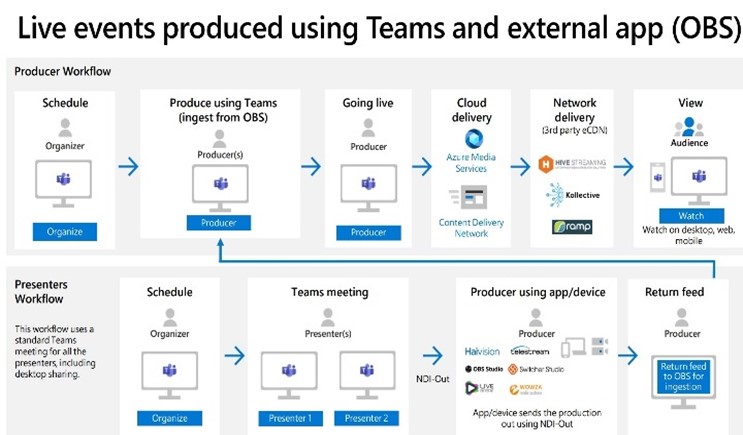 Live events produced using Teams and external app (OBS)
Producer Workflow
Schedule
Organizer
Organize
Produce using Teams
(ingest from OBS)
Producer(s)
Producer
Going live
Producer
Producer
Cloud
delivery
Azure Media
Services
Content Delivery
Network
Network
delivery
(3rd party eCDN)
HIVE STREAMING
Kollective
ramp
View
Audience
Watch
Watch on desktop, web,
mobile
Presenters
Workflow
This workflow uses a
standard Teams
meeting for all the
presenters, including
desktop sharing.
Schedule
Organizer
Organize
Teams meeting
Presenter(s)
Presenter 1
Presenter 2
NDI-Out
Producer using app/device
Producer
Haivision
telestream
OBS Studio
Switcher Studio
LIVE
WOWZA
App/device sends the production
out using NDI-Out
Return feed
Producer
Return feed
to OBS for
ingestion